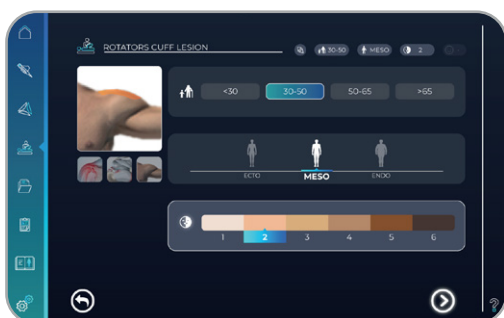 ROTATORS CUFF LESION
30-50
MESO
2
<30
30-50
50-65
>65
ECTO
MESO
ENDO
1
2
3
4
5
6
?